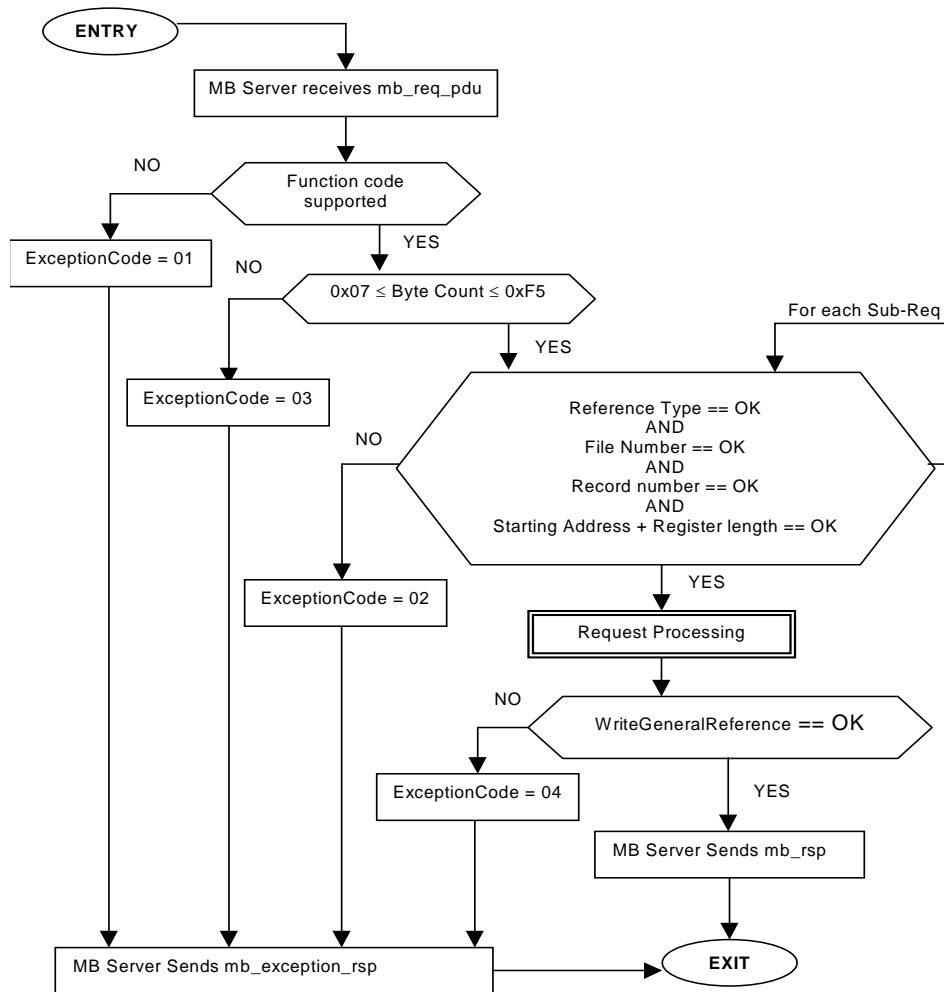 ENTRY
MB Server receives mb_req_pdu
NO
Function code
supported
YES
ExceptionCode = 01
NO
0x07 ≤ Byte Count ≤ 0xF5
For each Sub-Req
YES
ExceptionCode = 03
Reference Type == OK
AND
File Number == OK
AND
Record number == OK
AND
Starting Address + Register length == OK
NO
YES
ExceptionCode = 02
Request Processing
NO
WriteGeneralReference == OK
ExceptionCode = 04
YES
MB Server Sends mb_rsp
MB Server Sends mb_exception_rsp
EXIT